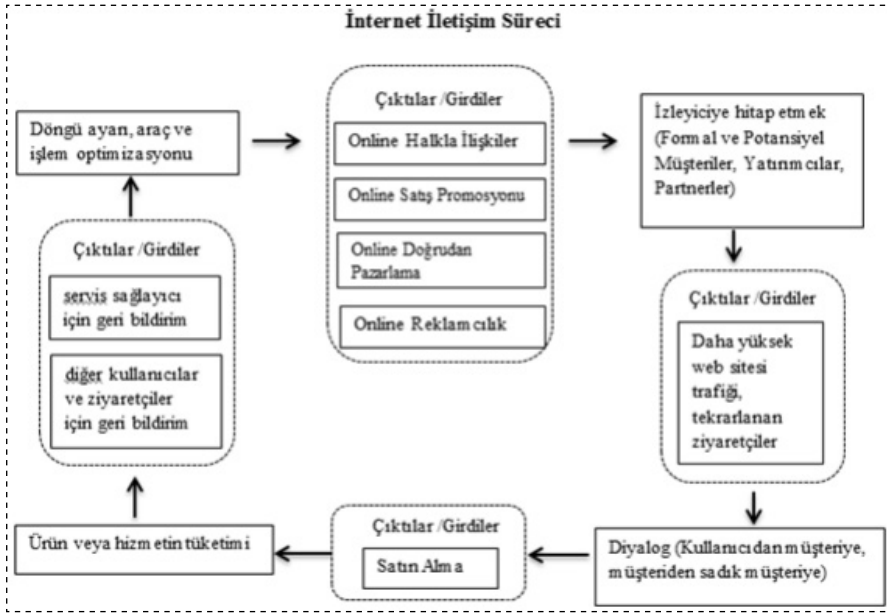 İnternet İletişim Süreci
Döngü ayarı, araç ve
işlem optimizasyonu
Çıktılar /Girdiler
Online Halkla İlişkiler
Online Satış Promosyonu
Online Doğrudan
Pazarlama
Online Reklamcılık
İzleyiciye hitap etmek
(Formal ve Potansiyel
Müşteriler, Yatırımcılar,
Partnerler)
Çıktılar /Girdiler
Daha yüksek
web sitesi
trafiği,
tekrarlanan
ziyaretçiler
Diyalog (Kullanıcıdan müşteriye,
müşteriden sadık müşteriye)
Çıktılar /Girdiler
Satın Alma
Ürün veya hizmetin tüketimi
Çıktılar /Girdiler
servis sağlayıcı
için geri bildirim
diğer kullanıcılar
ve ziyaretçiler
için geri bildirim